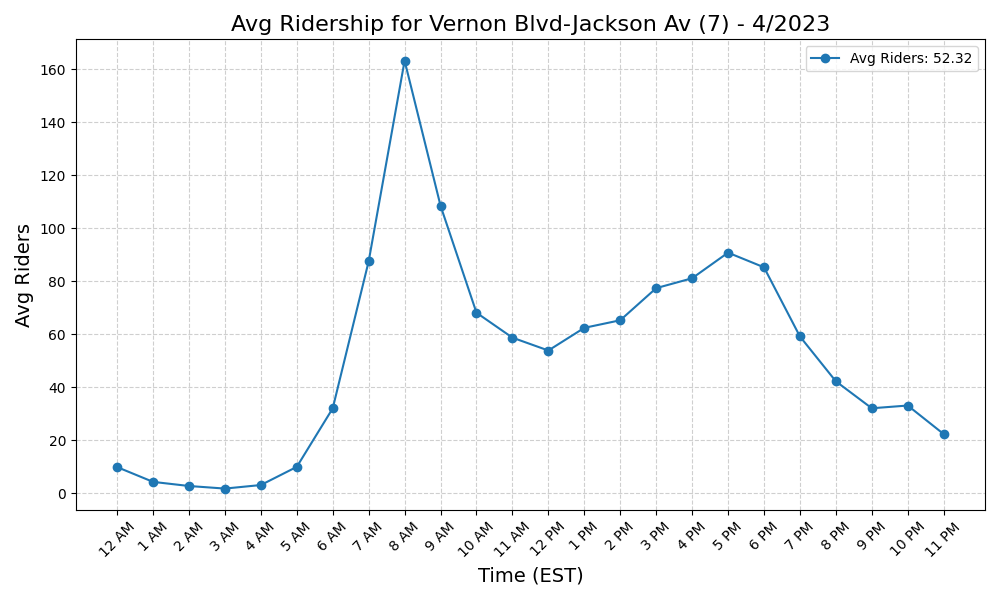 Avg Ridership for Vernon Blvd-Jackson Av (7) - 4/2023
Avg Riders: 52.32
Avg Riders
160
140
120
100
80
60
40
20
0
12 AM
1 AM
2 AM
3 AM
4 AM
5 AM
6 AM
7 AM
8 AM
9 AM
10 AM
11 AM
12 PM
1 PM
2 PM
3 PM
4 PM
5 PM
6 PM
7 PM
8 PM
9 PM
10 PM
11 PM
Time (EST)